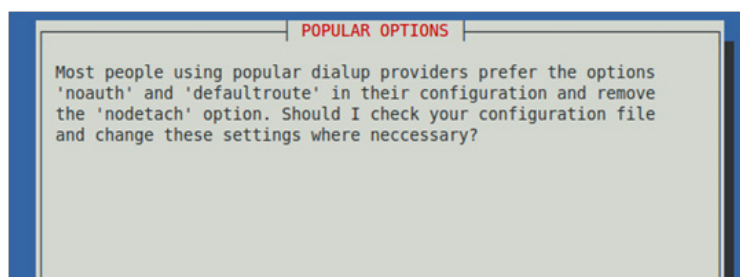 POPULAR OPTIONS
Most people using popular dialup providers prefer the options
'noauth' and 'defaultroute' in their configuration and remove
the 'nodetach' option. Should I check your configuration file
and change these settings where neccessary?